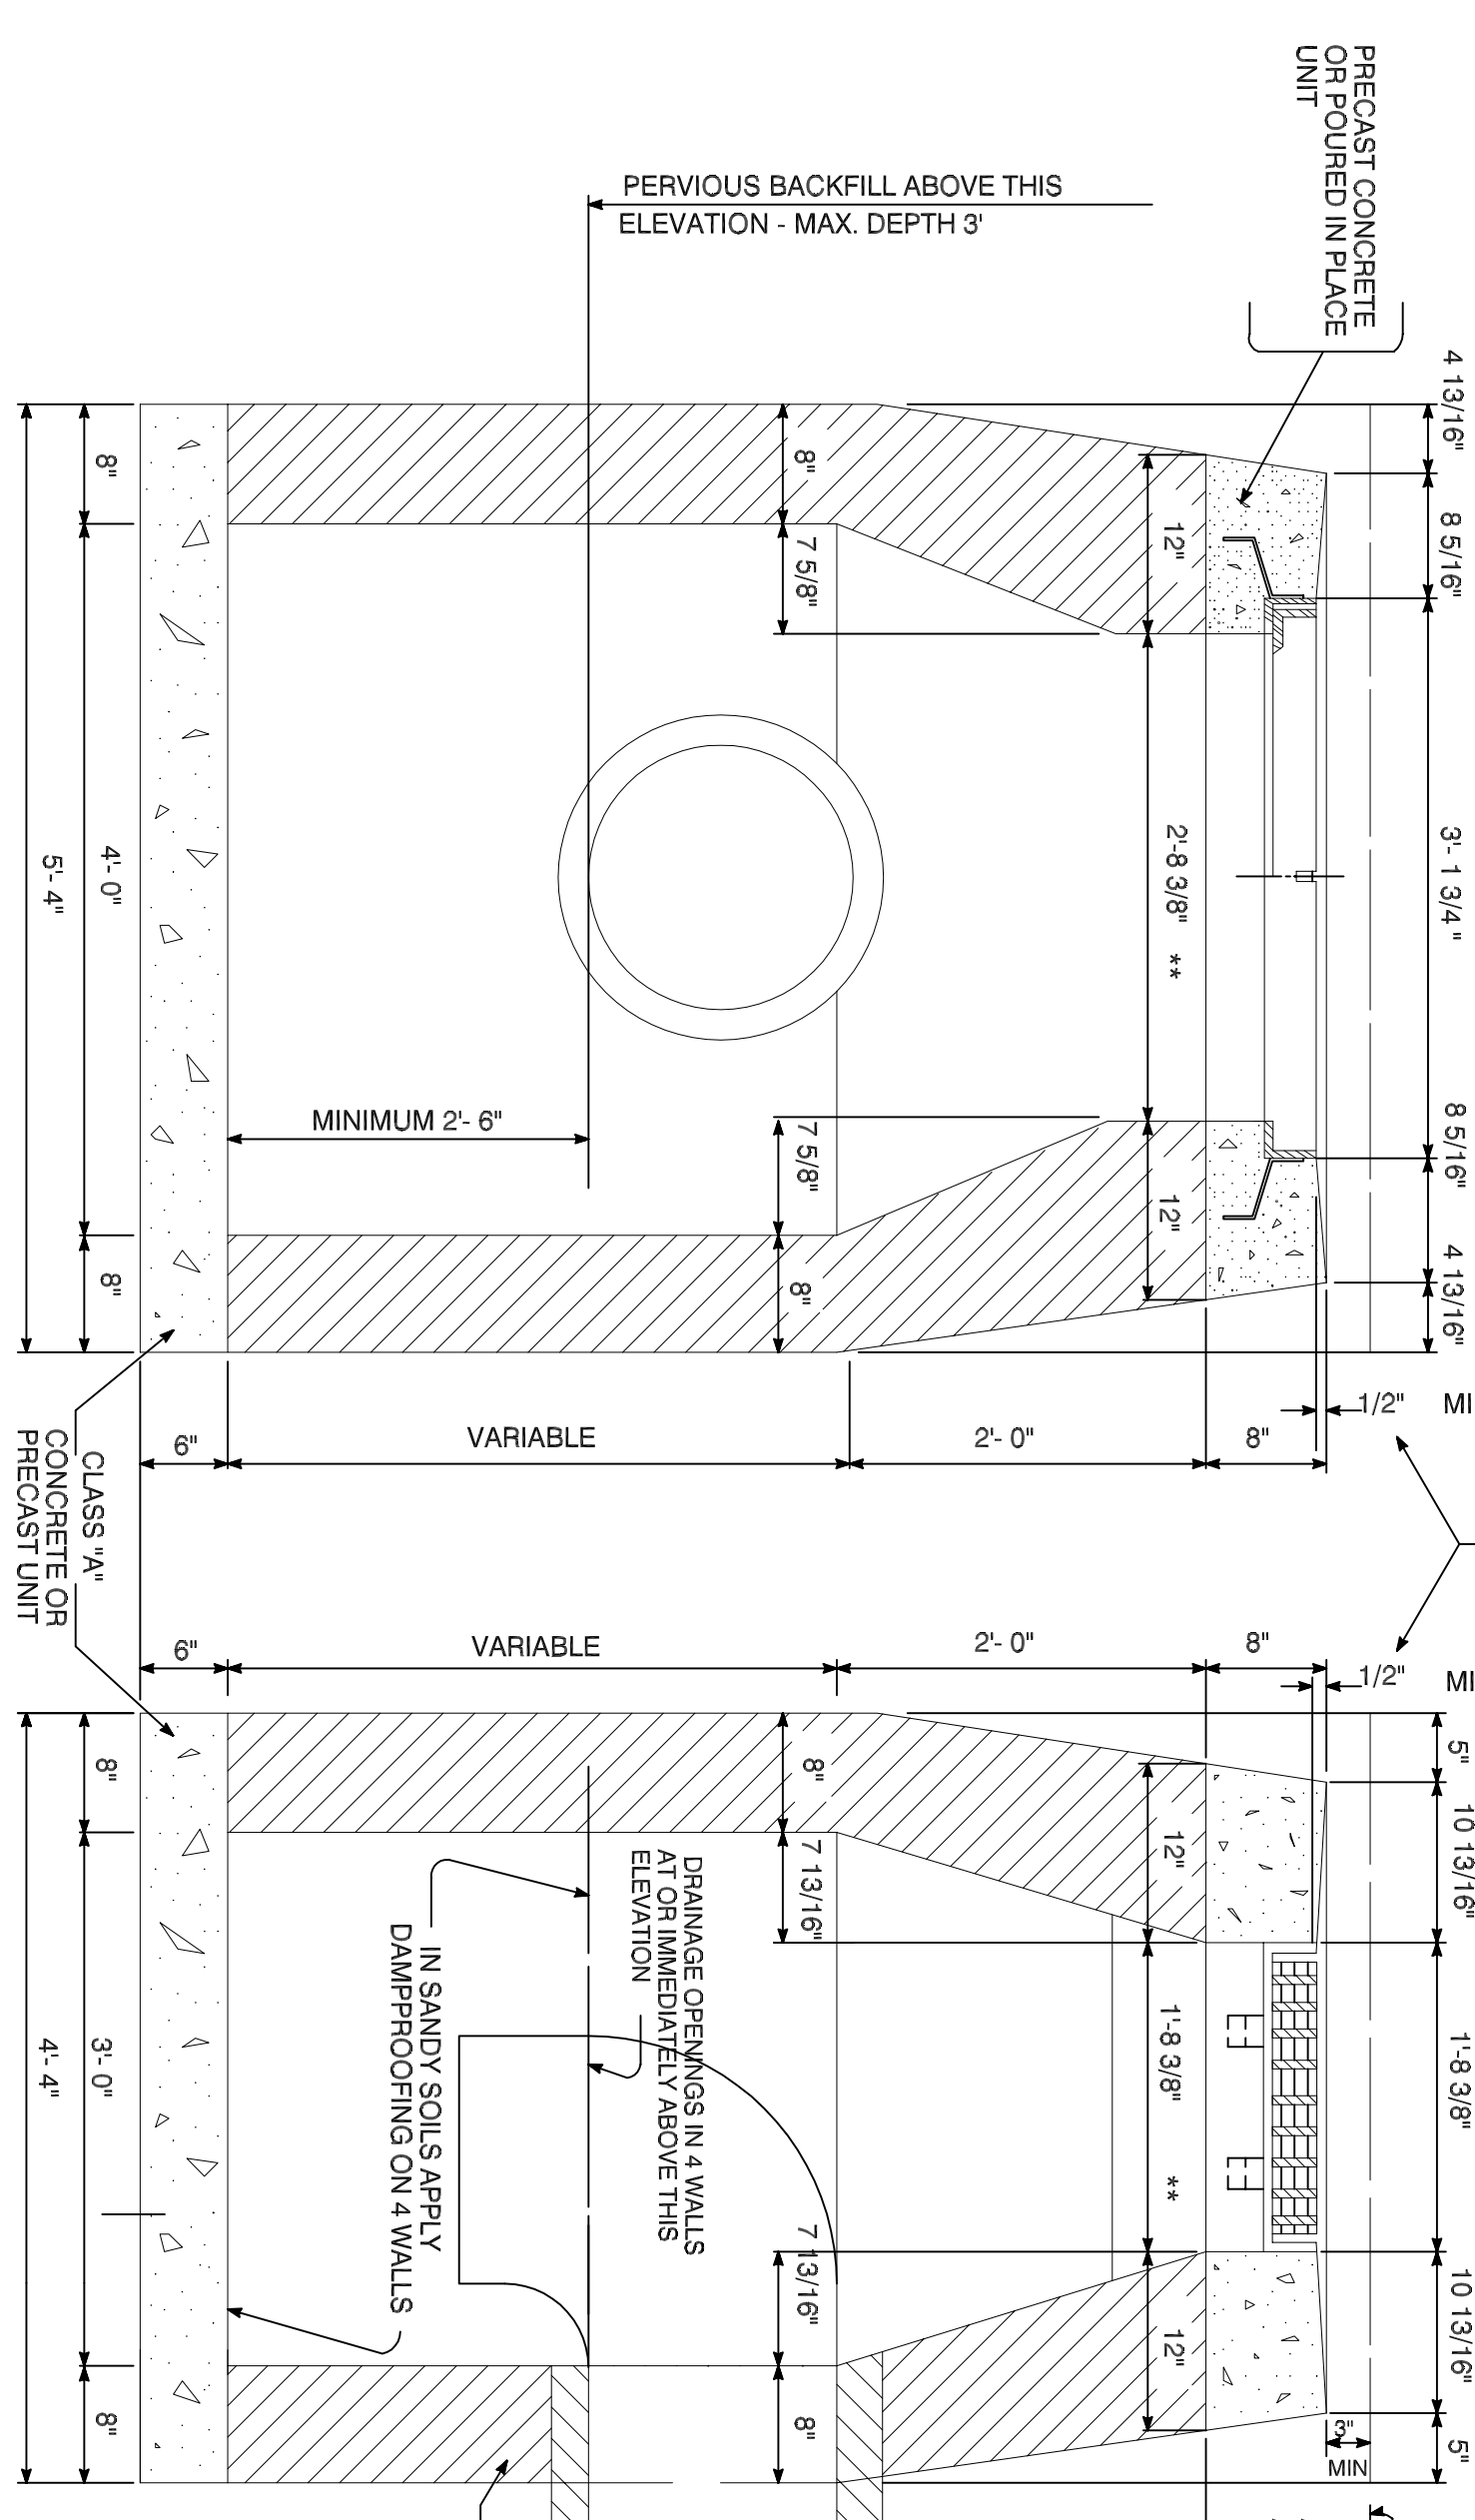 PRECAST CONCRETE
OR POURED IN PLACE
UNIT
PERVIOUS BACKFILL ABOVE THIS
ELEVATION - MAX. DEPTH 3'
4 13/16"
8 5/16"
3'- 1 3/4 "
8 5/16"
4 13/16"
12"
2'-8 3/8" **
12"
8"
7 5/8"
7 5/8"
8"
MINIMUM 2'- 6"
8"
4'- 0"
8"
5'- 4"
1/2"
MI
6"
VARIABLE
2'- 0"
8"
CLASS "A"
CONCRETE OR
PRECAST UNIT
6"
VARIABLE
2'- 0"
8"
1/2"
MI
5"
10 13/16"
1'-8 3/8"
10 13/16"
5"
12"
1'-8 3/8" **
12"
8"
7 13/16"
7 13/16"
8"
DRAINAGE OPENINGS IN 4 WALLS
AT OR IMMEDIATELY ABOVE THIS
ELEVATION
IN SANDY SOILS APPLY
DAMPPROOFING ON 4 WALLS
8"
3'- 0"
8"
4'- 4"
3"
MIN